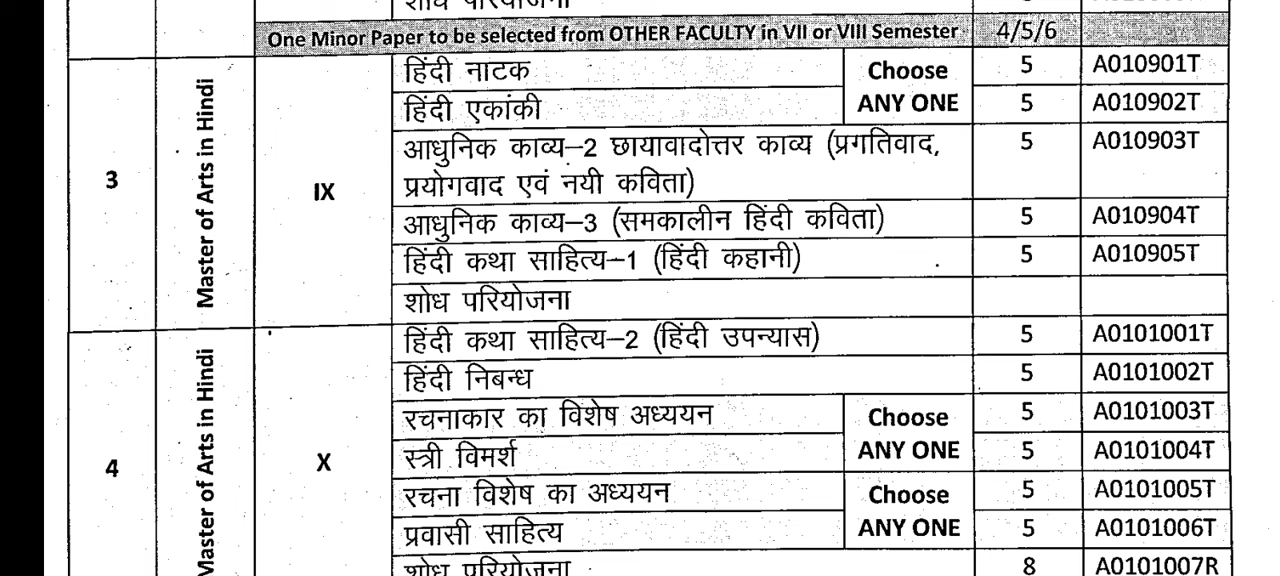 शोध परियोजना
One Minor Paper to be selected from OTHER FACULTY in VII or VIII Semester 4/5/6
3 Master of Arts in Hindi IX
हिंदी नाटक Choose ANY ONE 5 A010901T
हिंदी एकांकी 5 A010902T
आधुनिक काव्य–2 छायावादोत्तर काव्य (प्रगतिवाद, 5 A010903T
प्रयोगवाद एवं नयी कविता)
आधुनिक काव्य–3 (समकालीन हिंदी कविता) 5 A010904T
हिंदी कथा साहित्य–1 (हिंदी कहानी) 5 A010905T
शोध परियोजना
4 Master of Arts in Hindi X
हिंदी कथा साहित्य–2 (हिंदी उपन्यास) 5 A0101001T
हिंदी निबन्ध 5 A0101002T
रचनाकार का विशेष अध्ययन Choose ANY ONE 5 A0101003T
स्त्री विमर्श 5 A0101004T
रचना विशेष का अध्ययन Choose ANY ONE 5 A0101005T
प्रवासी साहित्य 5 A0101006T
शोध परियोजना 8 A0101007R